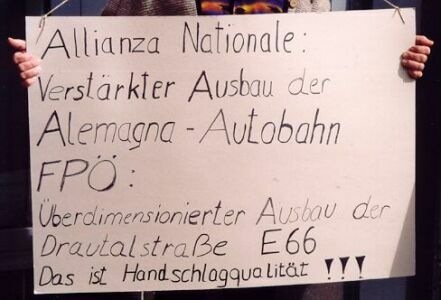 Allianza Nationale:
Verstärkter Ausbau der
Alemagna - Autobahn
FPÖ:
Überdimensionierter Ausbau der
Drautalstraße E66
Das ist Handschlagqualität !!!